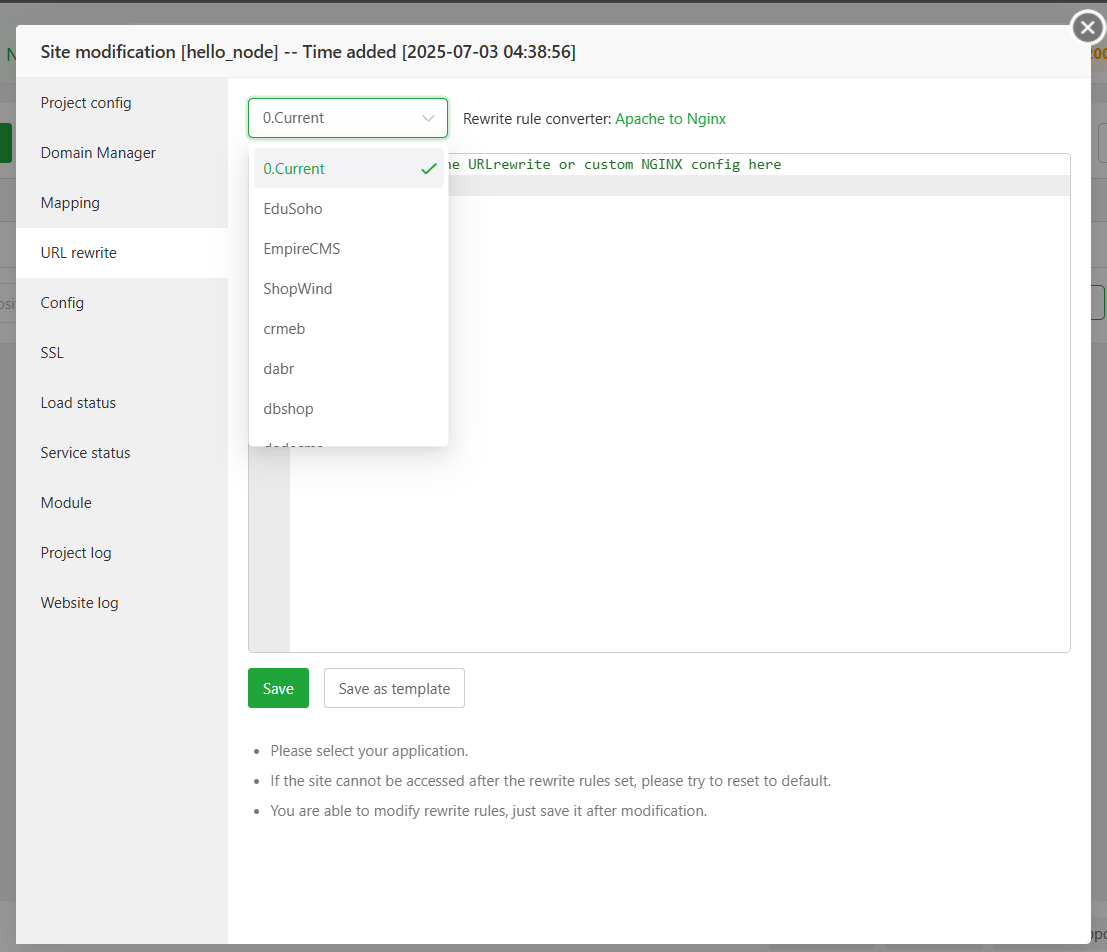 Site modification [hello_node] -- Time added [2025-07-03 04:38:56]
Project config
Domain Manager
Mapping
URL rewrite
Config
SSL
Load status
Service status
Module
Project log
Website log
0.Current
Rewrite rule converter: Apache to Nginx
URLrewrite or custom NGINX config here
0.Current
EduSoho
EmpireCMS
ShopWind
crmeb
dabr
dbshop
Save
Save as template
Please select your application.
If the site cannot be accessed after the rewrite rules set, please try to reset to default.
You are able to modify rewrite rules, just save it after modification.